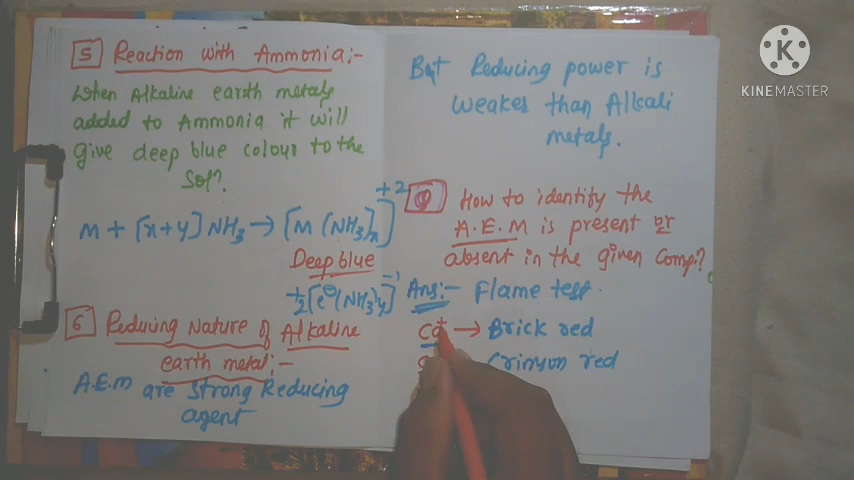 5 Reaction with Ammonia:-
When Alkaline earth metals
added to Ammonia it will
give deep blue colour to the
Sol?
M + [x+y] NH3 → [M (NH3)x]+2
Deep blue
+2[e⊖(NH3)y]-1
6 Reducing Nature of Alkaline
earth metal:-
A.E.M are Strong Reducing
agent
But Reducing power is
weakes than Alkali
metals.
Q How to identify the
A.E.M is present or
absent in the given Comp.?
Ans:- Flame test.
Ca+ → Brick red
Crimson red
KINEMASTER